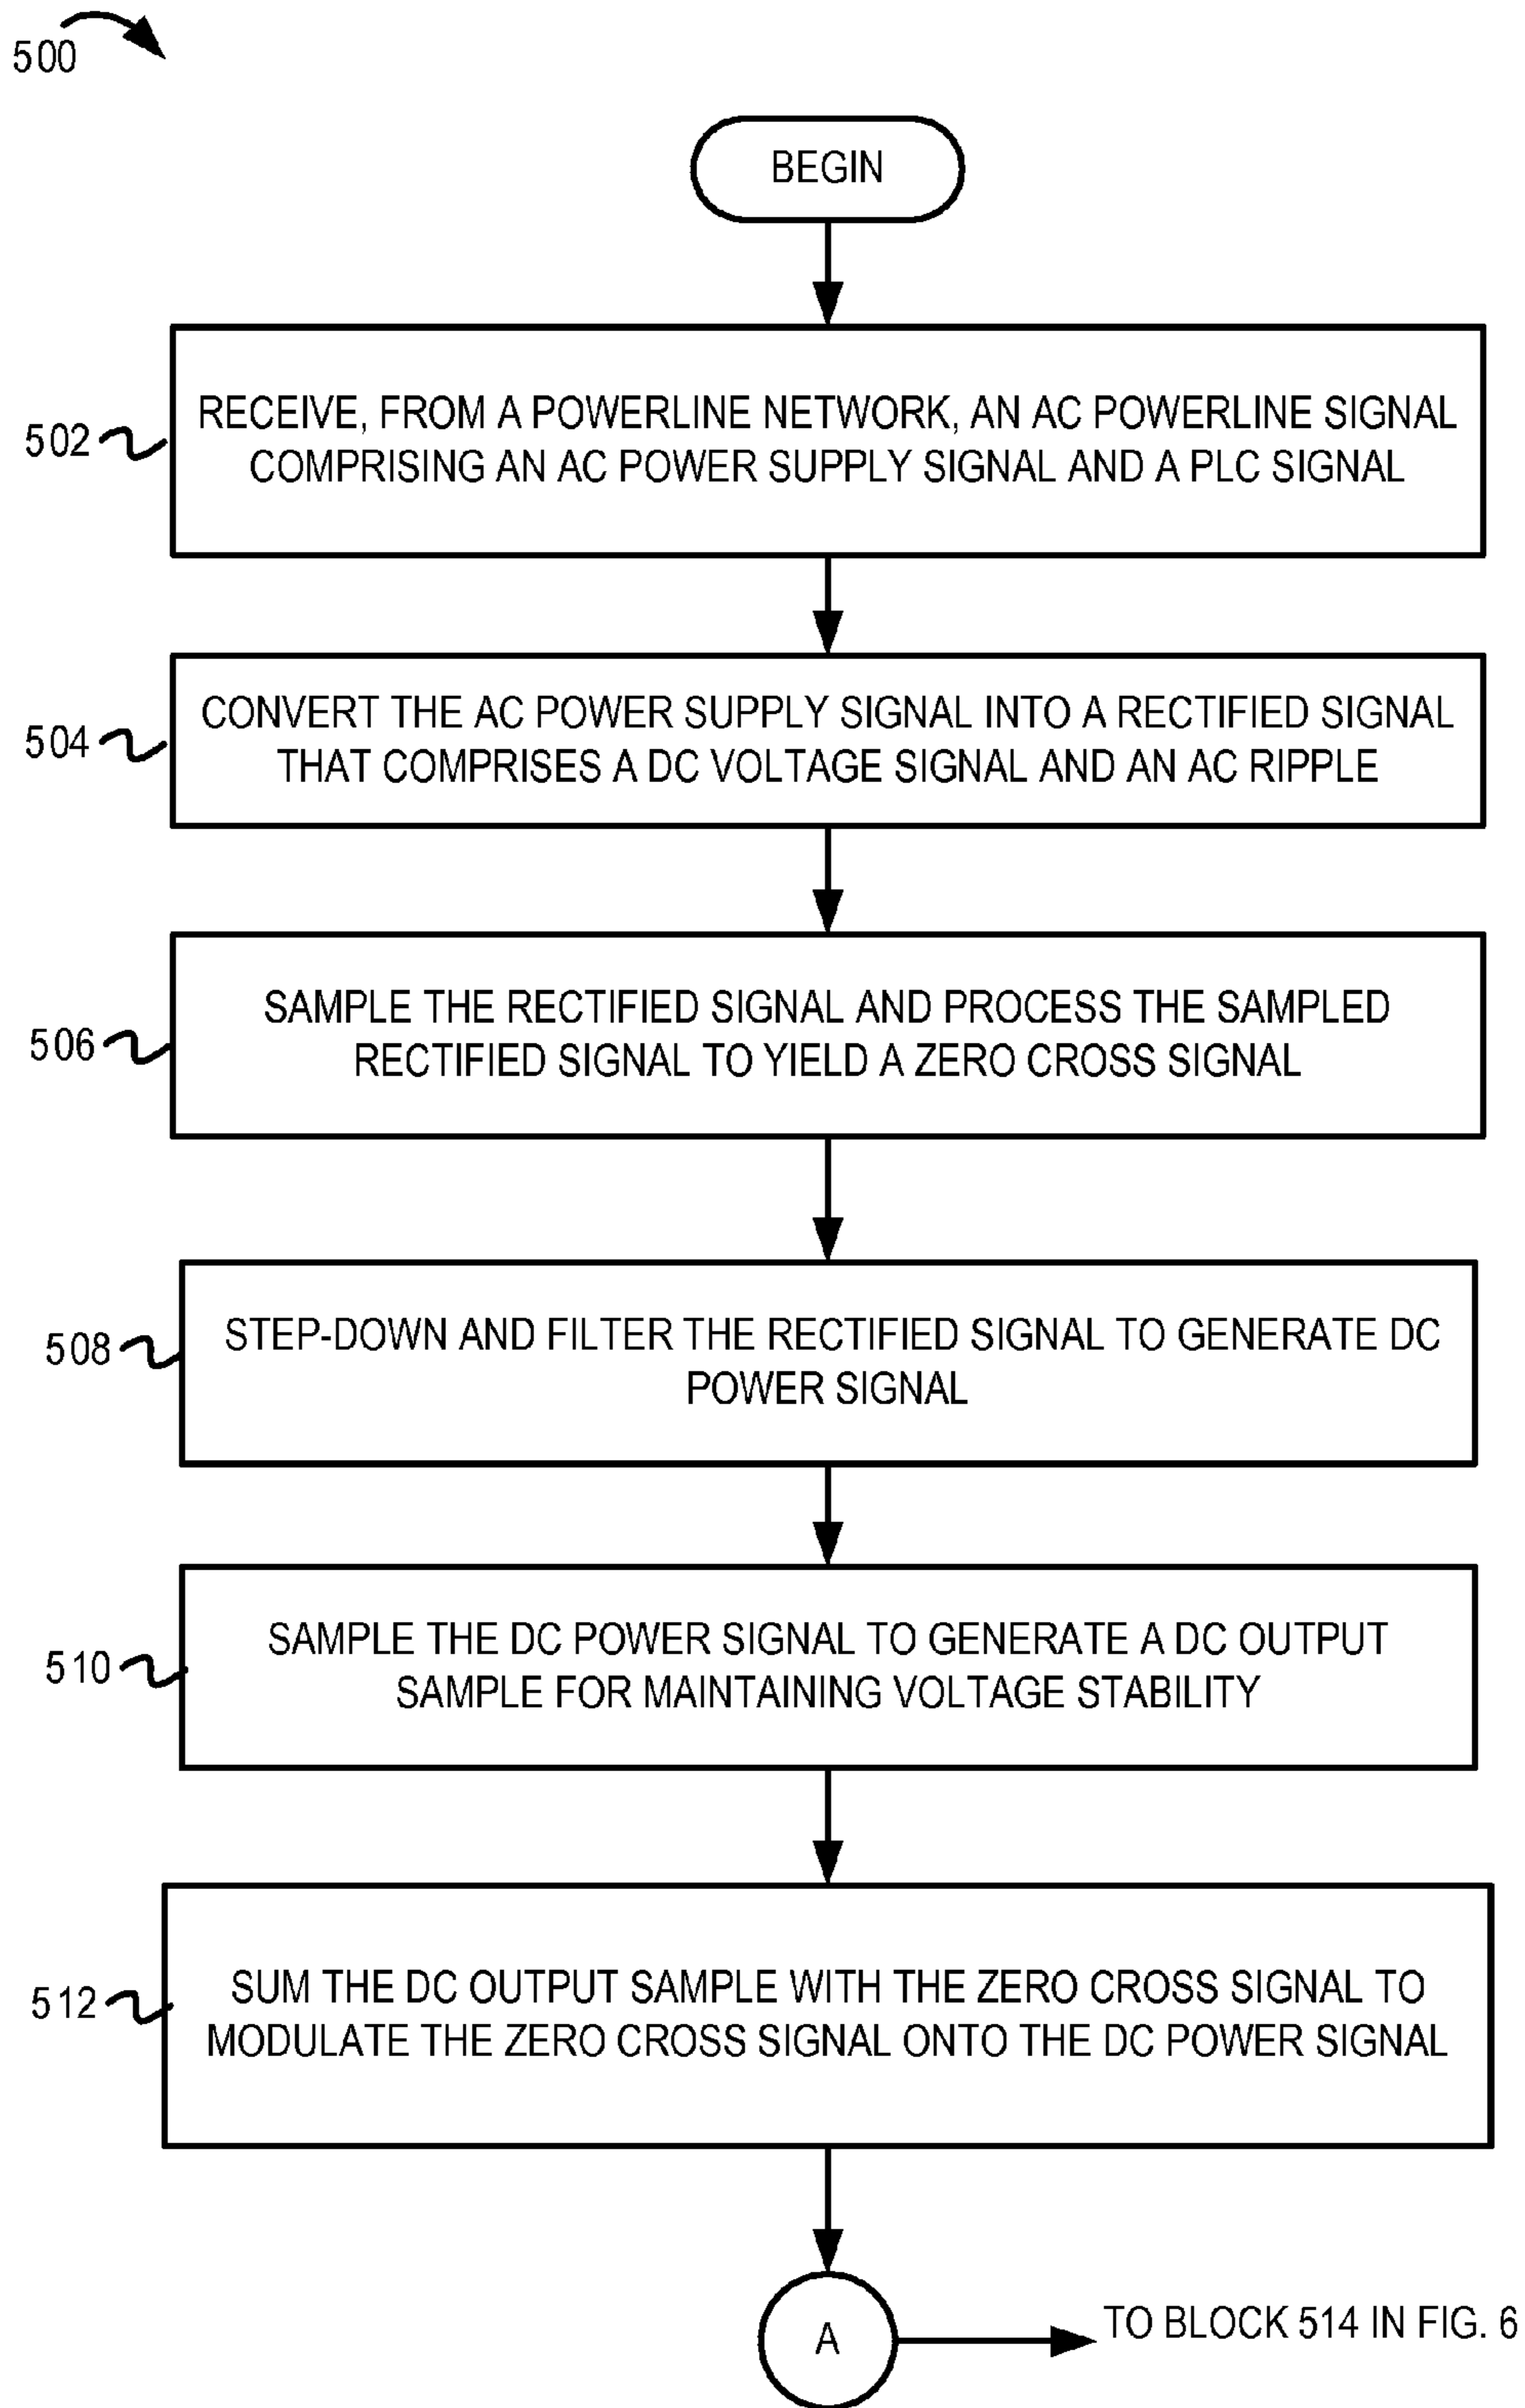 500
BEGIN
502
RECEIVE, FROM A POWERLINE NETWORK, AN AC POWERLINE SIGNAL
COMPRISING AN AC POWER SUPPLY SIGNAL AND A PLC SIGNAL
504
CONVERT THE AC POWER SUPPLY SIGNAL INTO A RECTIFIED SIGNAL
THAT COMPRISES A DC VOLTAGE SIGNAL AND AN AC RIPPLE
506
SAMPLE THE RECTIFIED SIGNAL AND PROCESS THE SAMPLED
RECTIFIED SIGNAL TO YIELD A ZERO CROSS SIGNAL
508
STEP-DOWN AND FILTER THE RECTIFIED SIGNAL TO GENERATE DC
POWER SIGNAL
510
SAMPLE THE DC POWER SIGNAL TO GENERATE A DC OUTPUT
SAMPLE FOR MAINTAINING VOLTAGE STABILITY
512
SUM THE DC OUTPUT SAMPLE WITH THE ZERO CROSS SIGNAL TO
MODULATE THE ZERO CROSS SIGNAL ONTO THE DC POWER SIGNAL
A
TO BLOCK 514 IN FIG. 6